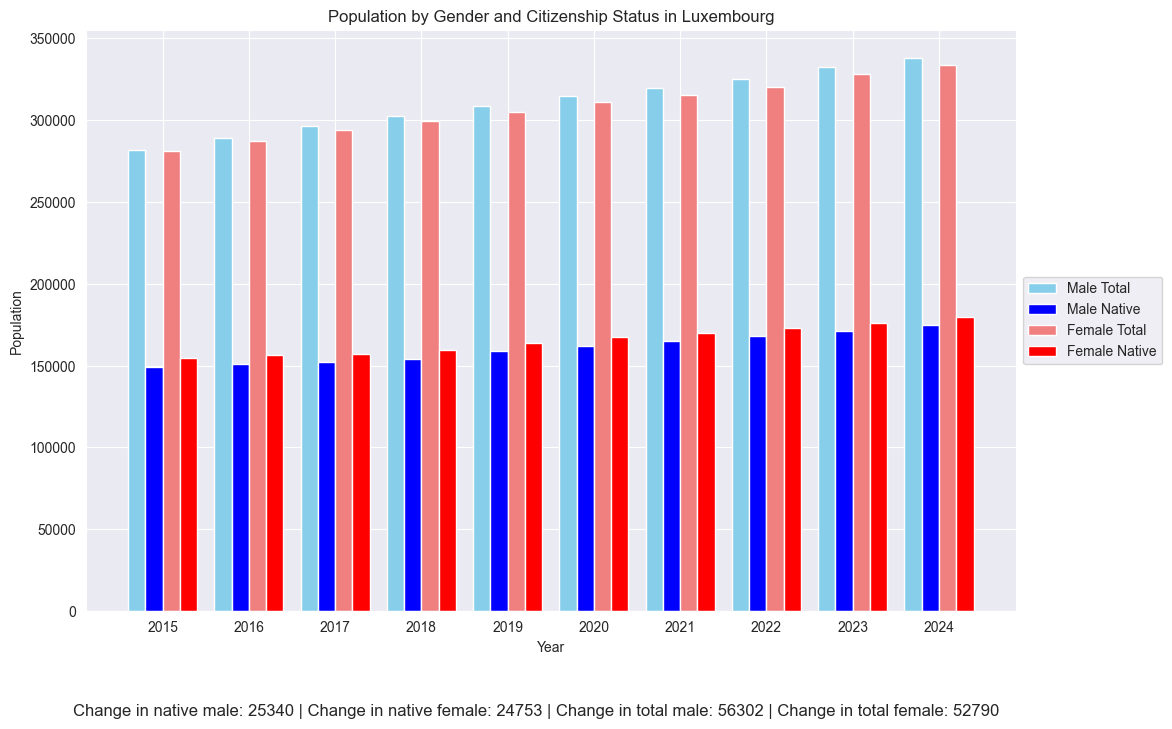 Population by Gender and Citizenship Status in Luxembourg
350000
300000
250000
200000
150000
100000
50000
0
Population
2015 2016 2017 2018 2019 2020 2021 2022 2023 2024
Year
Male Total
Male Native
Female Total
Female Native
Change in native male: 25340 | Change in native female: 24753 | Change in total male: 56302 | Change in total female: 52790